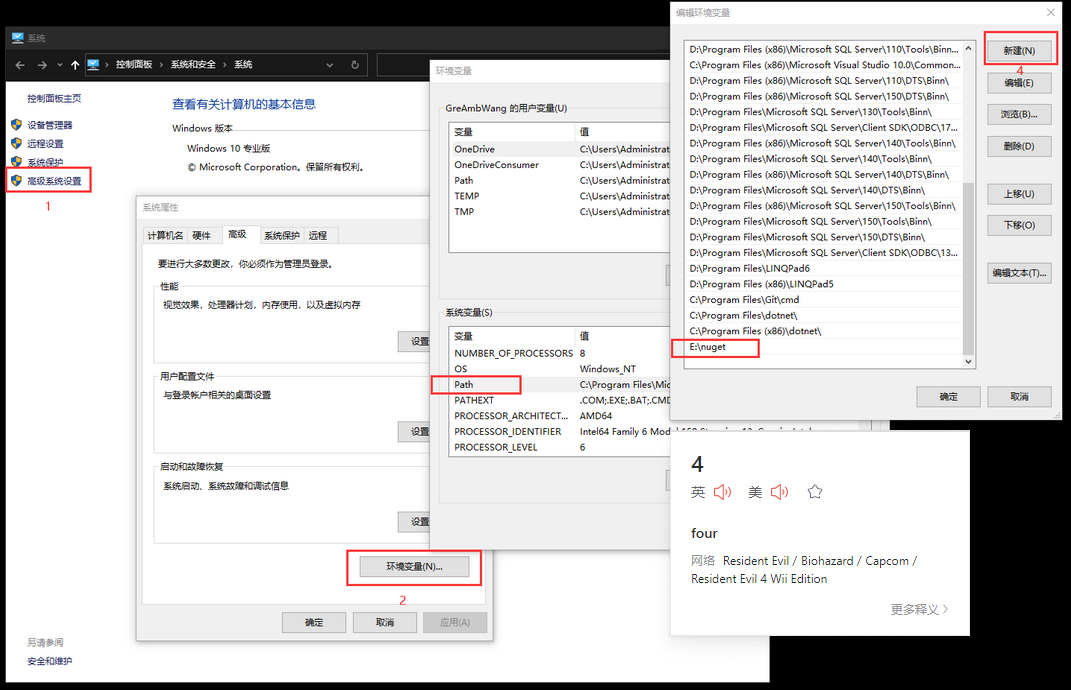 系统
控制面板
系统和安全
系统
控制面板主页
设备管理器
远程设置
系统保护
高级系统设置
1
查看有关计算机的基本信息
Windows 版本
Windows 10 专业版
© Microsoft Corporation。保留所有权利。
另请参阅
安全和维护
系统属性
计算机名 硬件 高级 系统保护 远程
要进行大多数更改，你必须作为管理员登录。
性能
视觉效果，处理器计划，内存使用，以及虚拟内存
设置
用户配置文件
与登录帐户相关的桌面设置
设置
启动和故障恢复
系统启动、系统故障和调试信息
设置
环境变量(N)...
2
确定 取消 应用(A)
环境变量
GreAmbWang 的用户变量(U)
变量 值
OneDrive C:\Users\Administrat
OneDriveConsumer C:\Users\Administrat
Path C:\Users\Administrat
TEMP C:\Users\Administrat
TMP C:\Users\Administrat
系统变量(S)
变量 值
NUMBER_OF_PROCESSORS 8
OS Windows_NT
Path C:\Program Files\Mic
PATHEXT .COM;.EXE;.BAT;.CMD
PROCESSOR_ARCHITECT... AMD64
PROCESSOR_IDENTIFIER Intel64 Family 6 Mod
PROCESSOR_LEVEL 6
编辑环境变量
D:\Program Files (x86)\Microsoft SQL Server\110\Tools\Binn...
C:\Program Files (x86)\Microsoft Visual Studio 10.0\Common...
D:\Program Files (x86)\Microsoft SQL Server\110\DTS\Binn\
D:\Program Files (x86)\Microsoft SQL Server\150\DTS\Binn\
D:\Program Files\Microsoft SQL Server\130\Tools\Binn\
D:\Program Files\Microsoft SQL Server\Client SDK\ODBC\17...
D:\Program Files (x86)\Microsoft SQL Server\140\Tools\Binn\
D:\Program Files\Microsoft SQL Server\140\Tools\Binn\
D:\Program Files (x86)\Microsoft SQL Server\140\DTS\Binn\
D:\Program Files\Microsoft SQL Server\140\DTS\Binn\
D:\Program Files (x86)\Microsoft SQL Server\150\Tools\Binn\
D:\Program Files\Microsoft SQL Server\150\Tools\Binn\
D:\Program Files\Microsoft SQL Server\150\DTS\Binn\
D:\Program Files\Microsoft SQL Server\Client SDK\ODBC\13...
D:\Program Files\LINQPad6
D:\Program Files (x86)\LINQPad5
C:\Program Files\Git\cmd
C:\Program Files\dotnet\
C:\Program Files (x86)\dotnet\
E:\nuget
新建(N)
4
编辑(E)
浏览(B)...
删除(D)
上移(U)
下移(O)
编辑文本(T)...
确定 取消
4
英 美
four
网络 Resident Evil / Biohazard / Capcom /
Resident Evil 4 Wii Edition
更多释义